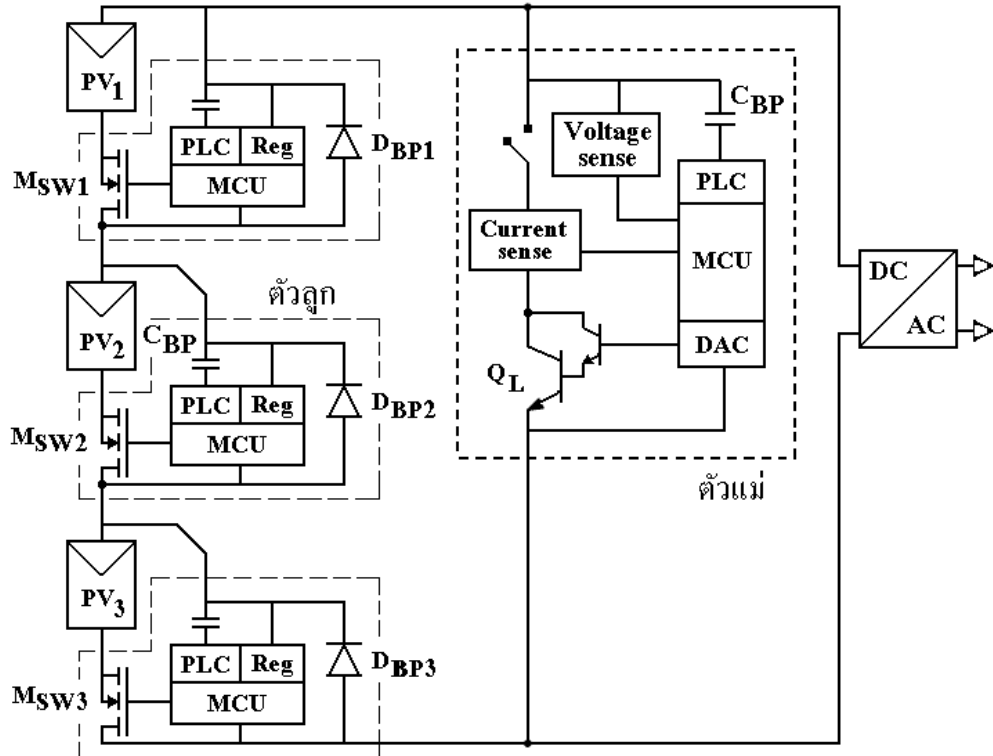 PV1
MSW1
PLC
Reg
MCU
DBP1
ตัวลูก
PV2
CBP
MSW2
PLC
Reg
MCU
DBP2
PV3
MSW3
PLC
Reg
MCU
DBP3
Voltage
sense
CBP
PLC
Current
sense
MCU
DAC
QL
ตัวแม่
DC
AC